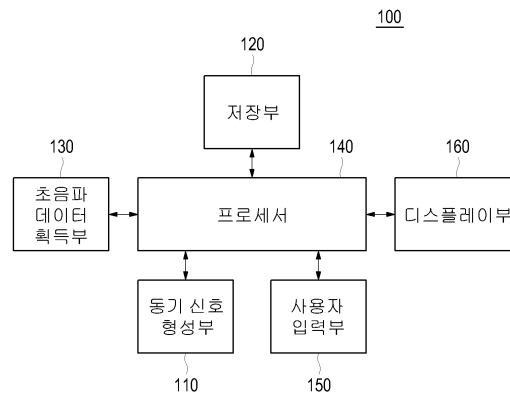 100
120
저장부
130
140
160
초음파
데이터
획득부
프로세서
디스플레이부
동기 신호
형성부
사용자
입력부
110
150